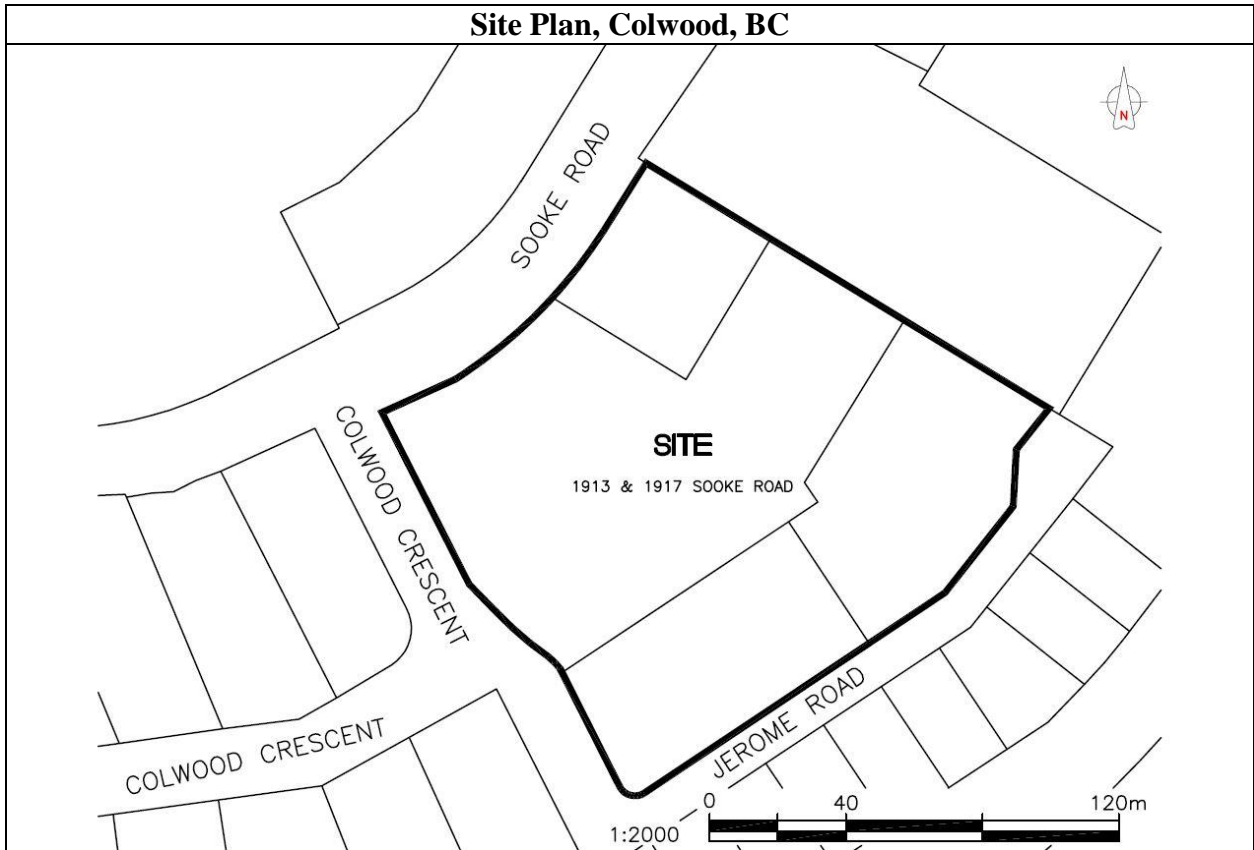 Site Plan, Colwood, BC
N
SOOKE ROAD
COLWOOD CRESCENT
SITE
1913 & 1917 SOOKE ROAD
COLWOOD CRESCENT
JEROME ROAD
0 40 120m
1:2000